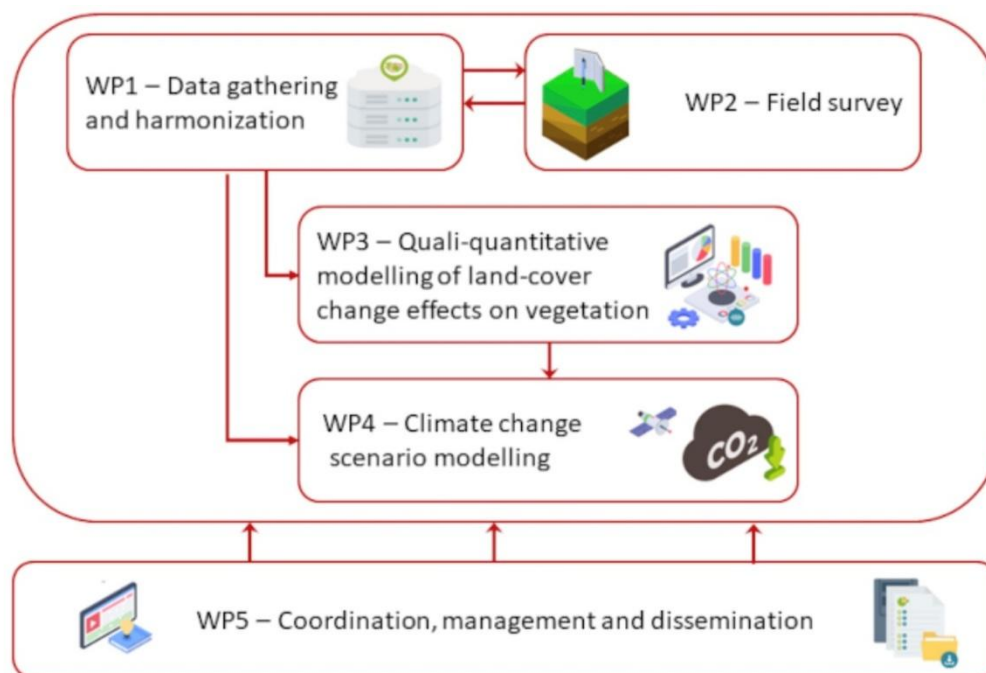 WP1 – Data gathering
and harmonization
WP2 – Field survey
WP3 – Quali-quantitative
modelling of land-cover
change effects on vegetation
WP4 – Climate change
scenario modelling
CO2
WP5 – Coordination, management and dissemination